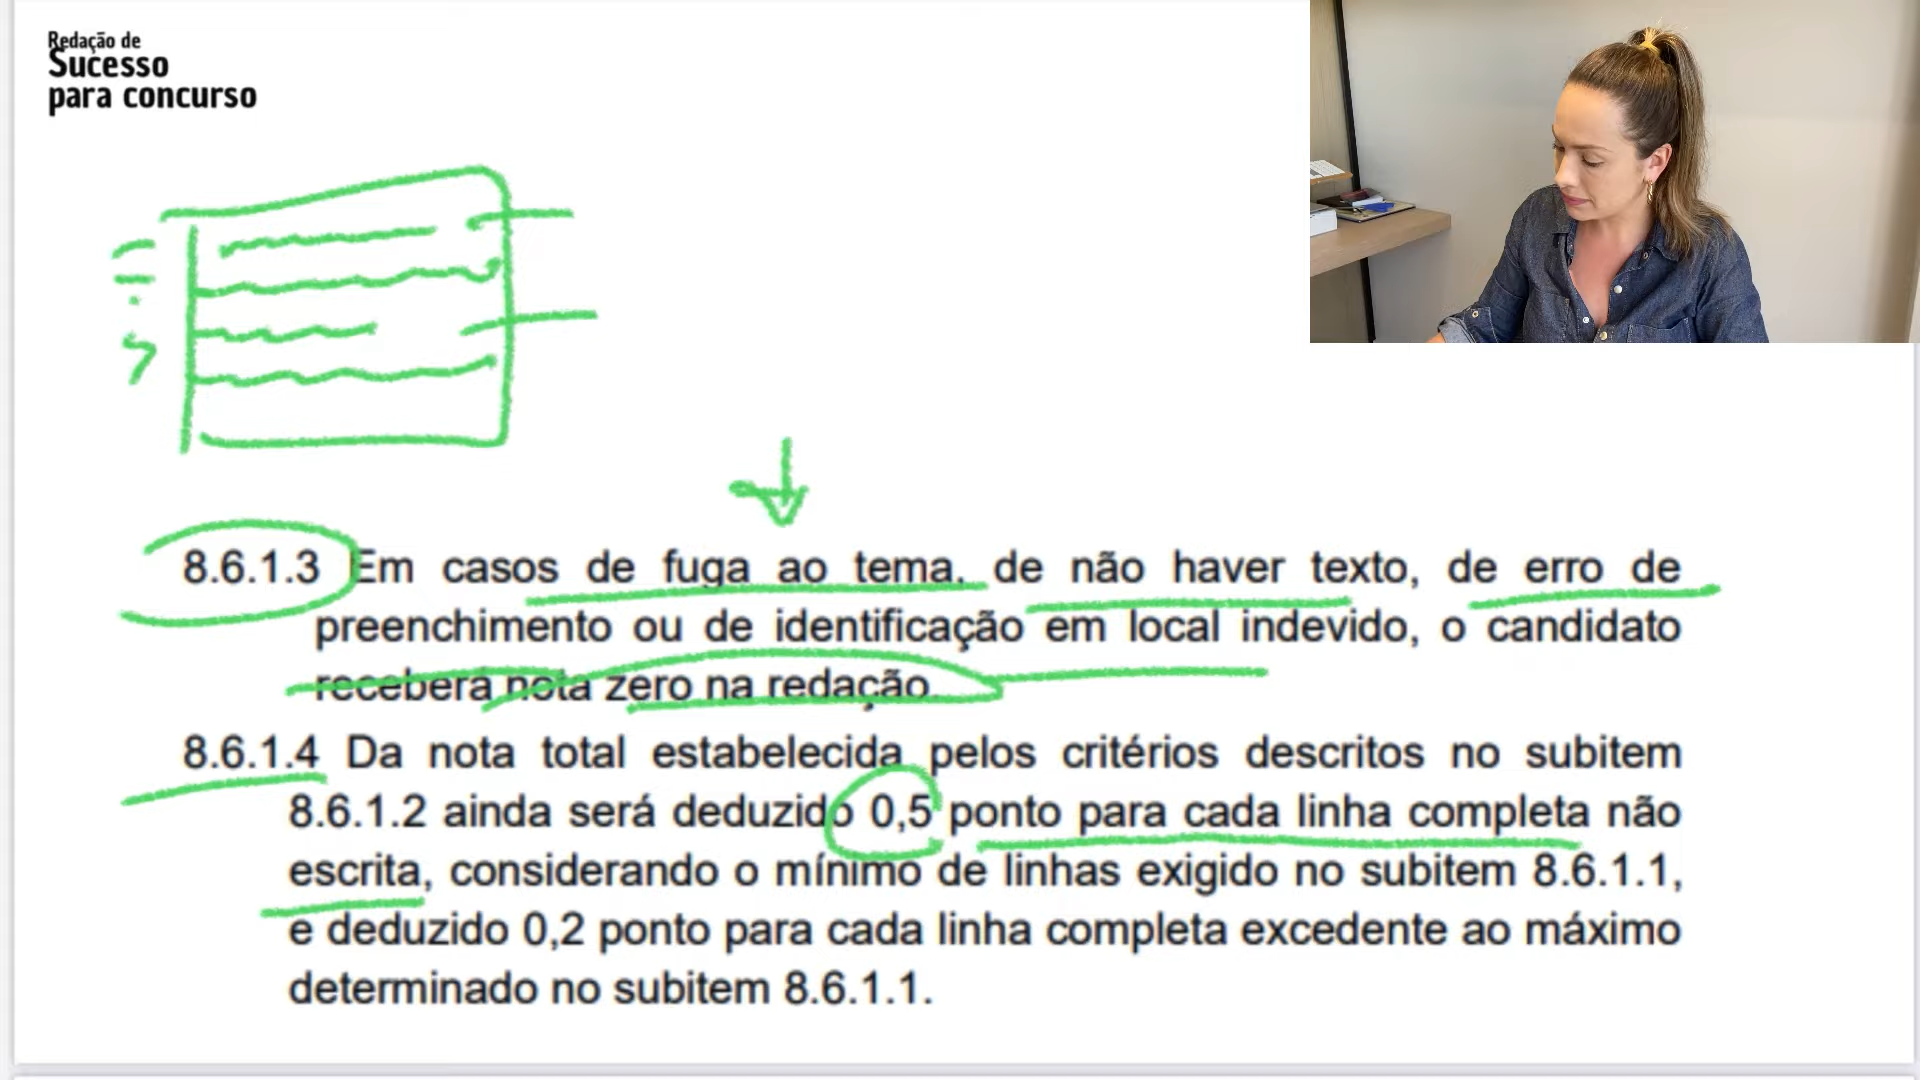 Redação de
Sucesso
para concurso
8.6.1.3 Em casos de fuga ao tema, de não haver texto, de erro de
preenchimento ou de identificação em local indevido, o candidato
receberá nota zero na redação.
8.6.1.4 Da nota total estabelecida pelos critérios descritos no subitem
8.6.1.2 ainda será deduzido 0,5 ponto para cada linha completa não
escrita, considerando o mínimo de linhas exigido no subitem 8.6.1.1,
e deduzido 0,2 ponto para cada linha completa excedente ao máximo
determinado no subitem 8.6.1.1.